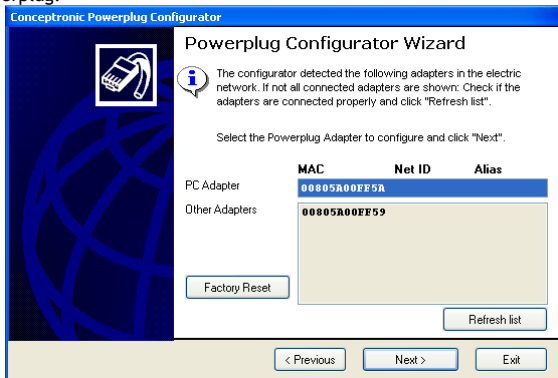 Conceptronic Powerplug Configurator
Powerplug Configurator Wizard
The configurator detected the following adapters in the electric
network. If not all connected adapters are shown: Check if the
adapters are connected properly and click "Refresh list".
Select the Powerplug Adapter to configure and click "Next".
MAC Net ID Alias
PC Adapter 00805A00FF5A
Other Adapters 00805A00FF59
Factory Reset
Refresh list
< Previous Next > Exit